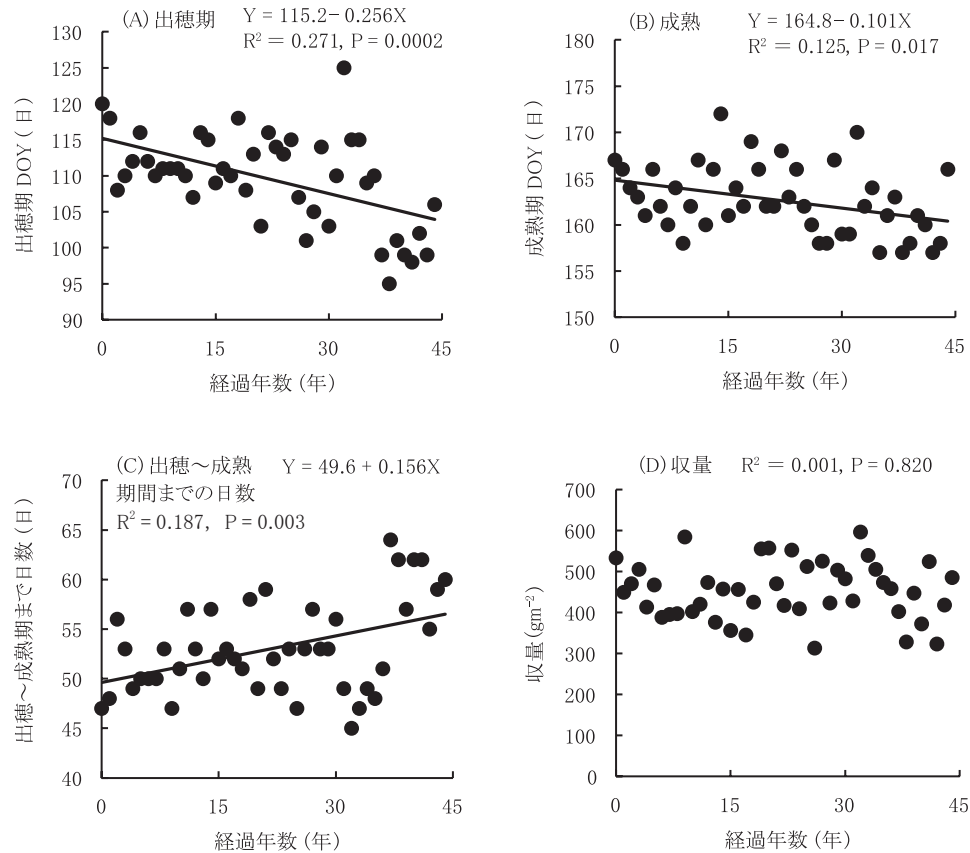 (A) 出穂期
Y = 115.2−0.256X
R² = 0.271, P = 0.0002
130
125
120
115
110
105
100
95
90
出穂期 DOY ( 日 )
0 15 30 45
経過年数 (年)
(B) 成熟
Y = 164.8−0.101X
R² = 0.125, P = 0.017
180
175
170
165
160
155
150
成熟期 DOY ( 日 )
0 15 30 45
経過年数 (年)
(C) 出穂〜成熟 Y = 49.6 + 0.156X
期間までの日数
R² = 0.187, P = 0.003
70
65
60
55
50
45
40
出穂〜成熟期まで日数 (日)
0 15 30 45
経過年数 (年)
(D) 収量 R² = 0.001, P = 0.820
700
600
500
400
300
200
100
0
収量 (gm⁻²)
0 15 30 45
経過年数 (年)